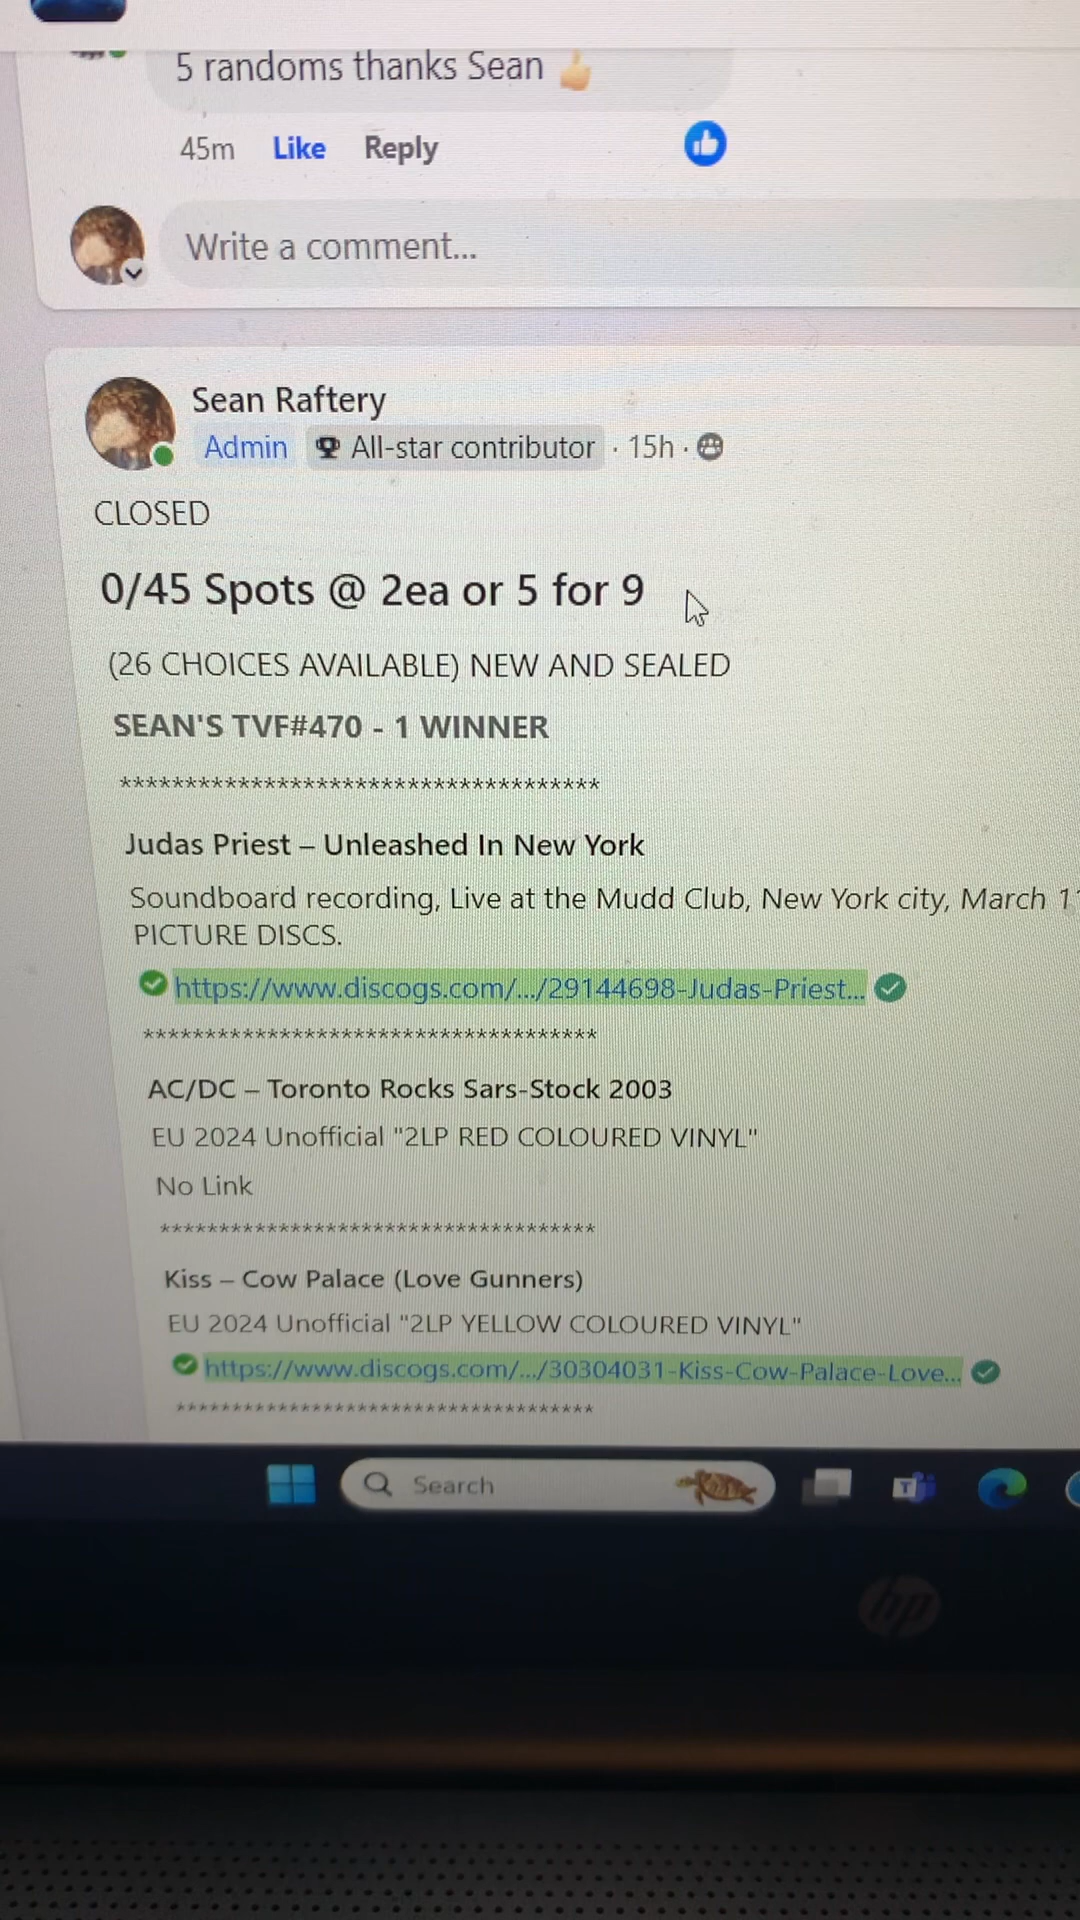 5 randoms thanks Sean 👍
45m Like Reply
Write a comment...
Sean Raftery
Admin All-star contributor · 15h ·
CLOSED
0/45 Spots @ 2ea or 5 for 9
(26 CHOICES AVAILABLE) NEW AND SEALED
SEAN'S TVF#470 - 1 WINNER
*************************************
Judas Priest – Unleashed In New York
Soundboard recording, Live at the Mudd Club, New York city, March
PICTURE DISCS.
https://www.discogs.com/.../29144698-Judas-Priest...
*************************************
AC/DC – Toronto Rocks Sars-Stock 2003
EU 2024 Unofficial "2LP RED COLOURED VINYL"
No Link
*************************************
Kiss – Cow Palace (Love Gunners)
EU 2024 Unofficial "2LP YELLOW COLOURED VINYL"
https://www.discogs.com/.../30304031-Kiss-Cow-Palace-Love...
*************************************
Search
hp